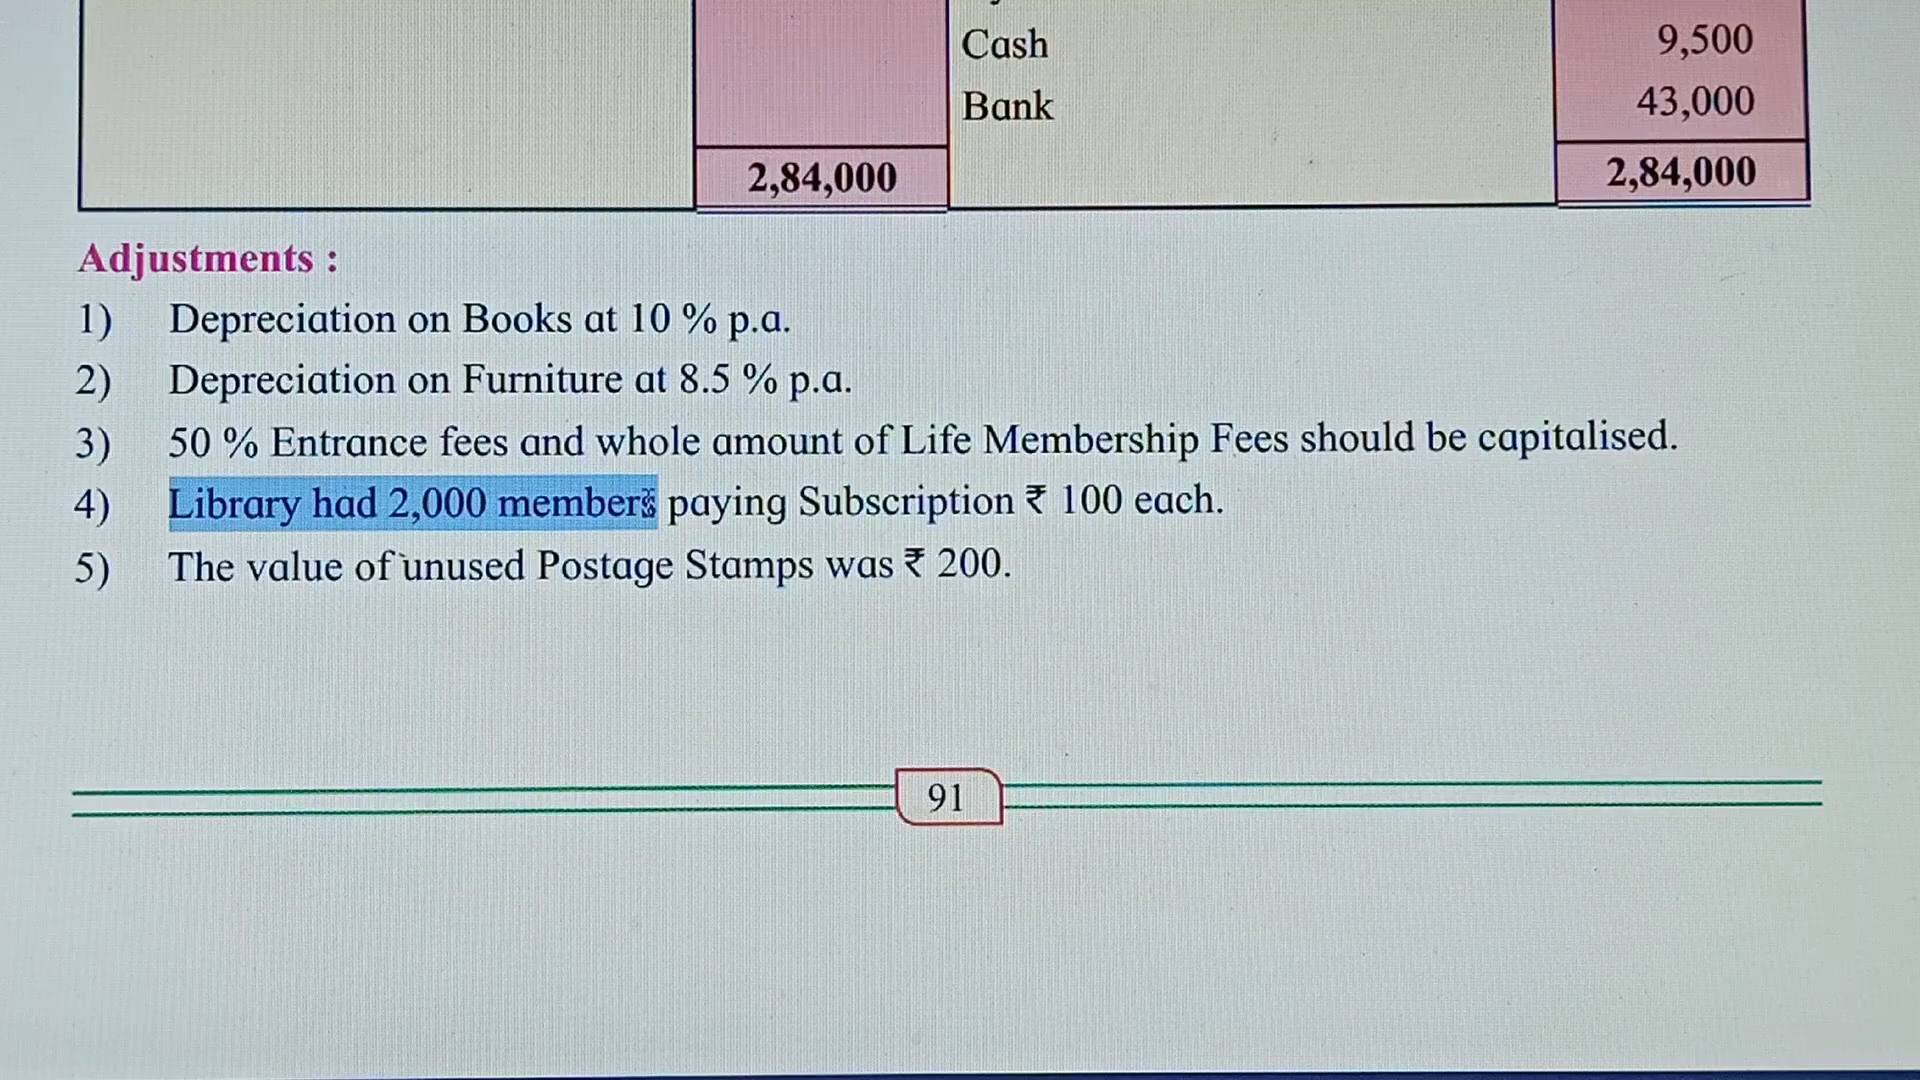 Cash 9,500
Bank 43,000
2,84,000 2,84,000
Adjustments :
1) Depreciation on Books at 10 % p.a.
2) Depreciation on Furniture at 8.5 % p.a.
3) 50 % Entrance fees and whole amount of Life Membership Fees should be capitalised.
4) Library had 2,000 members paying Subscription ₹ 100 each.
5) The value of unused Postage Stamps was ₹ 200.
91